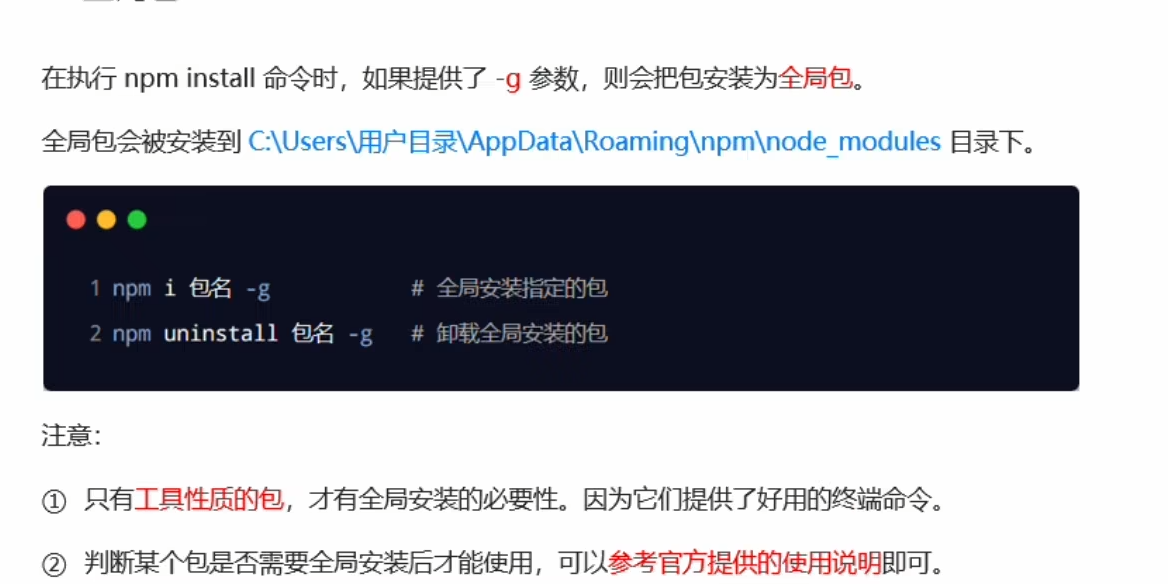 在执行 npm install 命令时，如果提供了 -g 参数，则会把包安装为全局包。
全局包会被安装到 C:\Users\用户目录\AppData\Roaming\npm\node_modules 目录下。
1 npm i 包名 -g # 全局安装指定的包
2 npm uninstall 包名 -g # 卸载全局安装的包
注意：
① 只有工具性质的包，才有全局安装的必要性。因为它们提供了好用的终端命令。
② 判断某个包是否需要全局安装后才能使用，可以参考官方提供的使用说明即可。